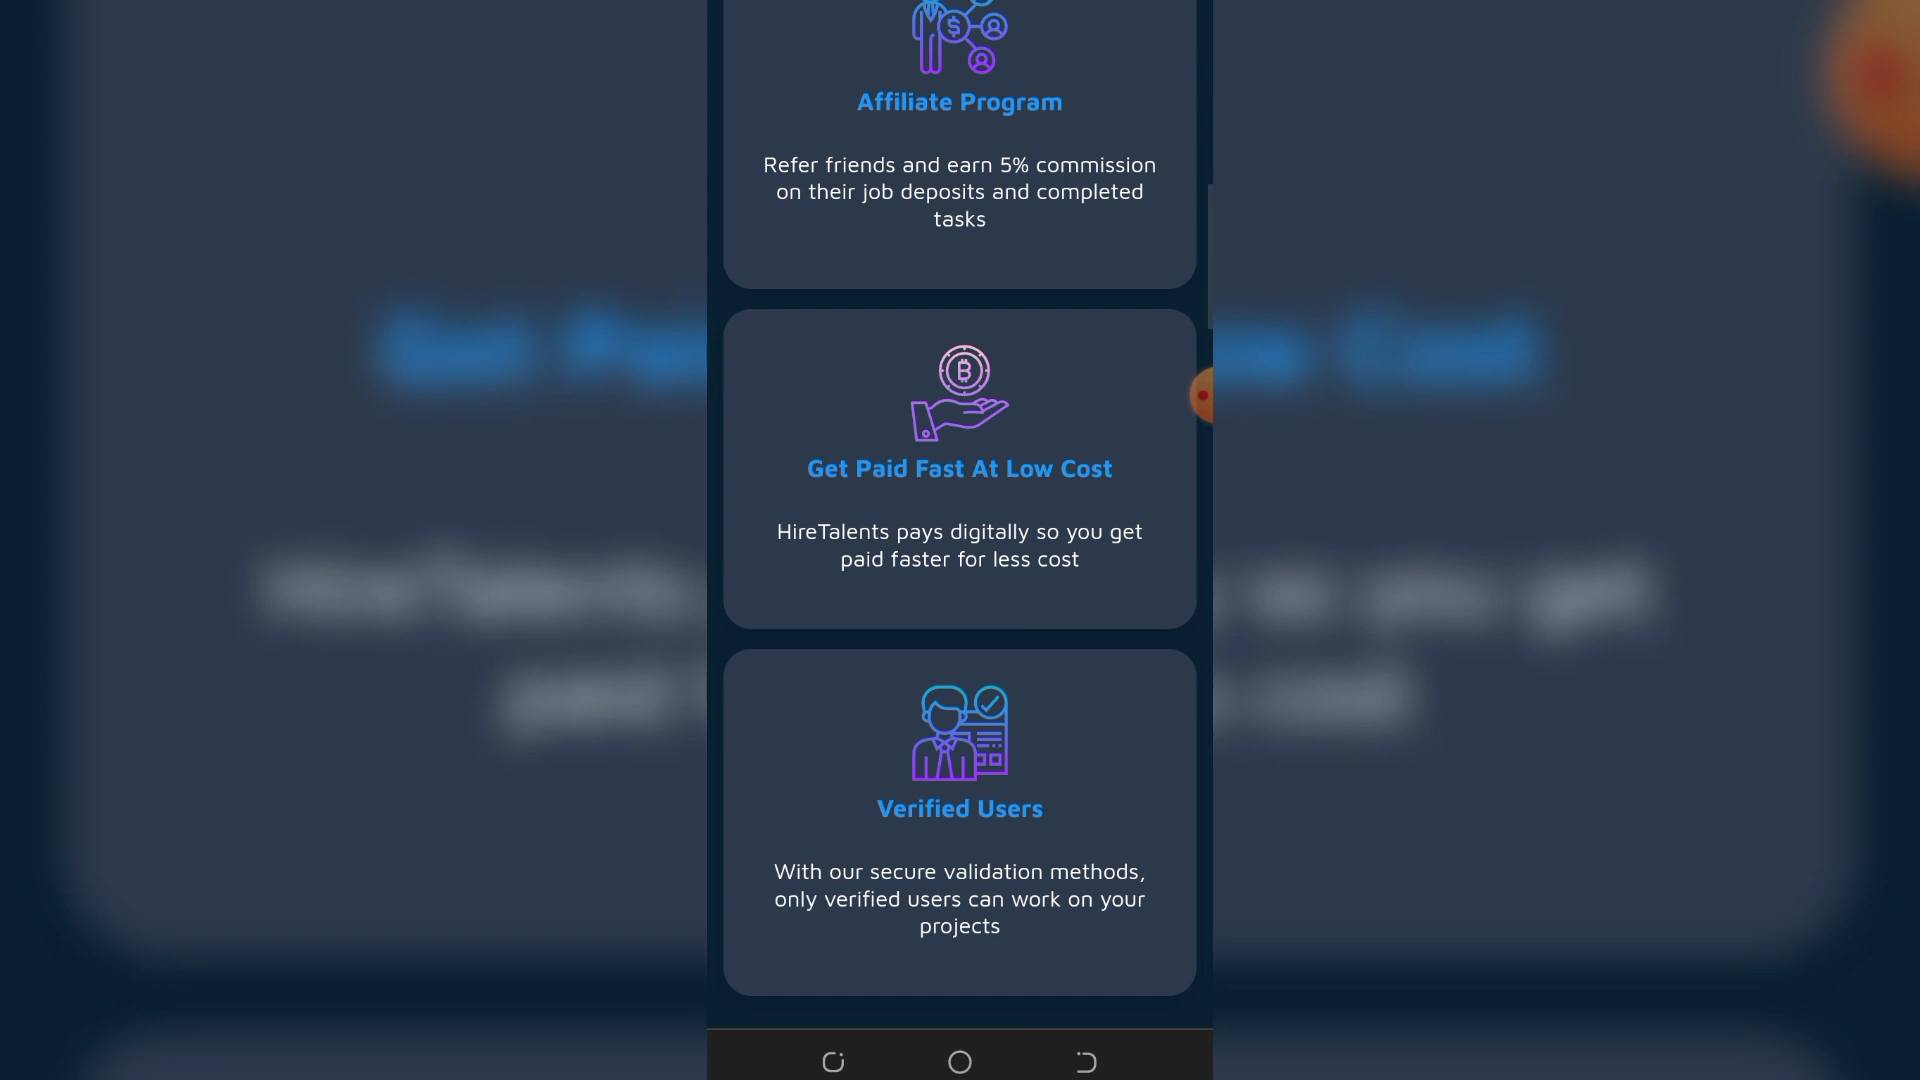 Affiliate Program
Refer friends and earn 5% commission
on their job deposits and completed
tasks
Get Paid Fast At Low Cost
HireTalents pays digitally so you get
paid faster for less cost
Verified Users
With our secure validation methods,
only verified users can work on your
projects